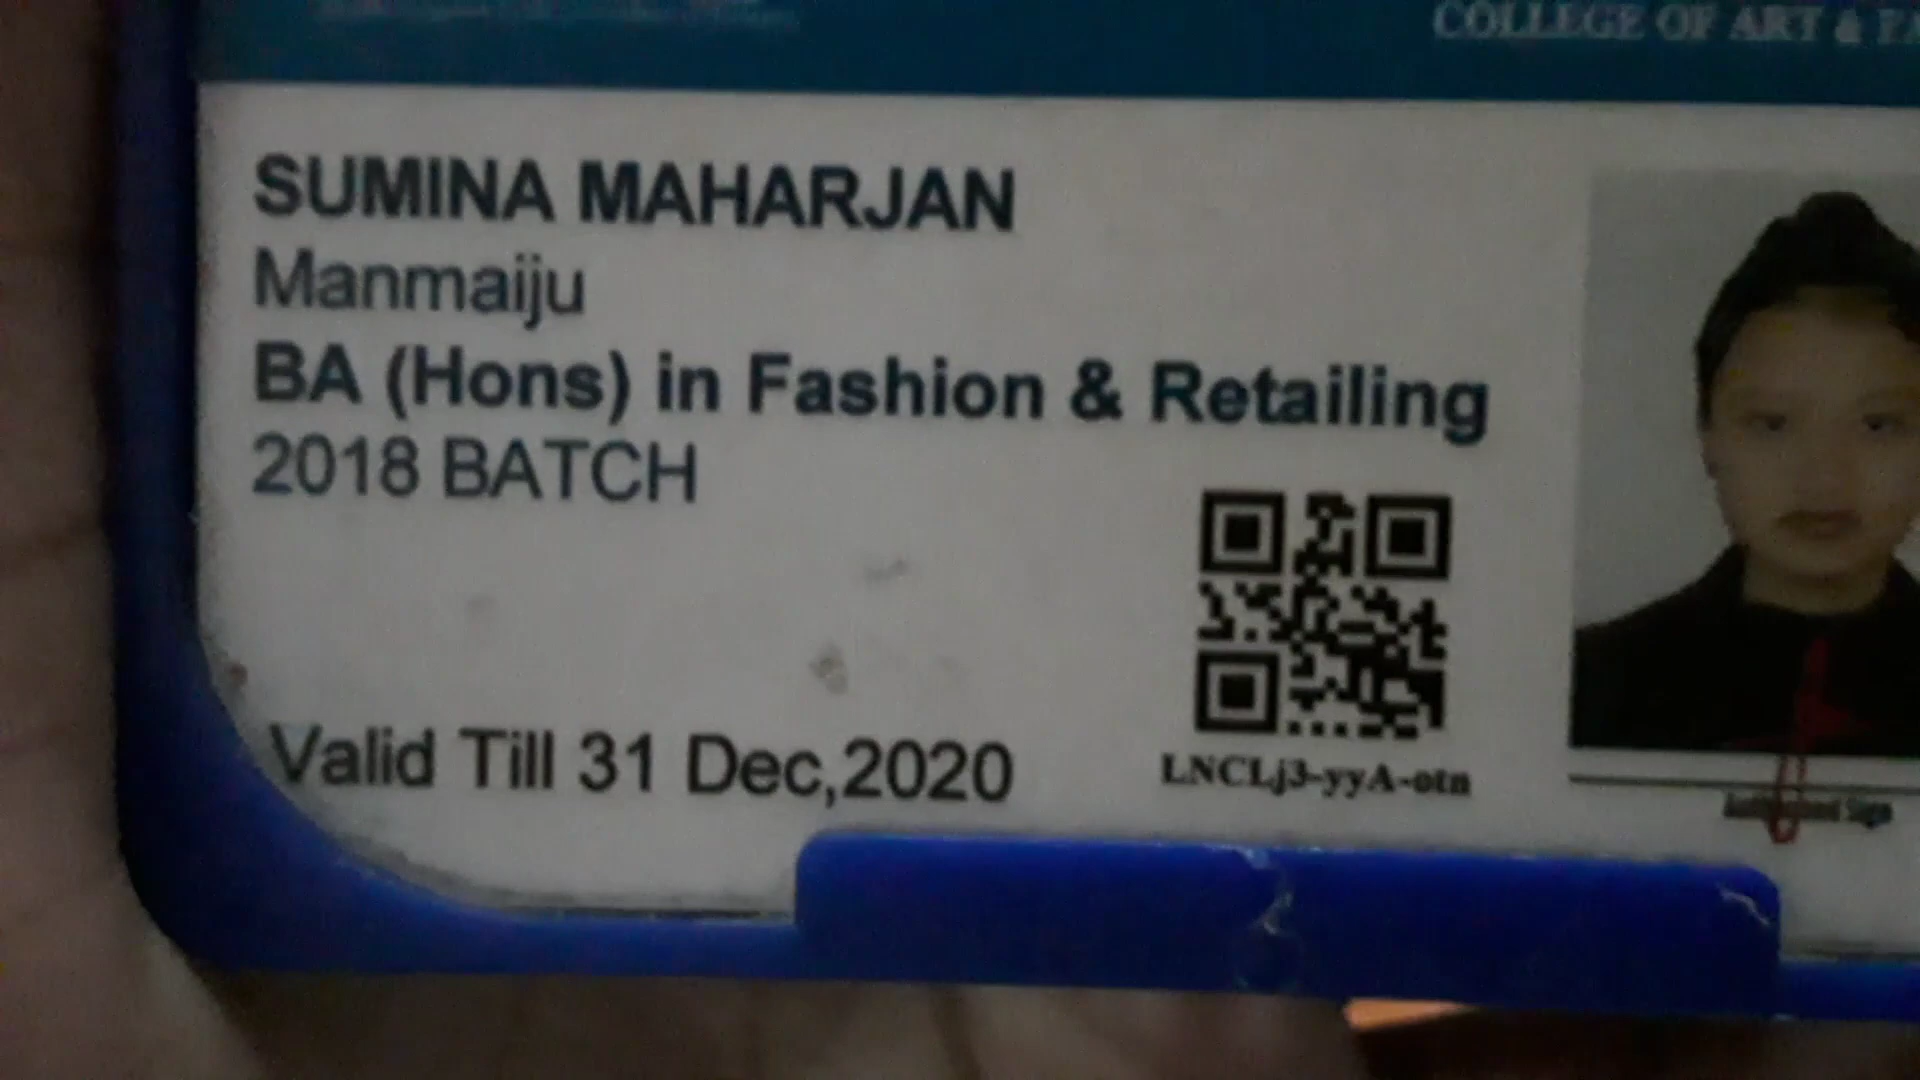 COLLEGE OF ART &
SUMINA MAHARJAN
Manmaiju
BA (Hons) in Fashion & Retailing
2018 BATCH
Valid Till 31 Dec,2020
LNCLj3-yyA-otn
Sign